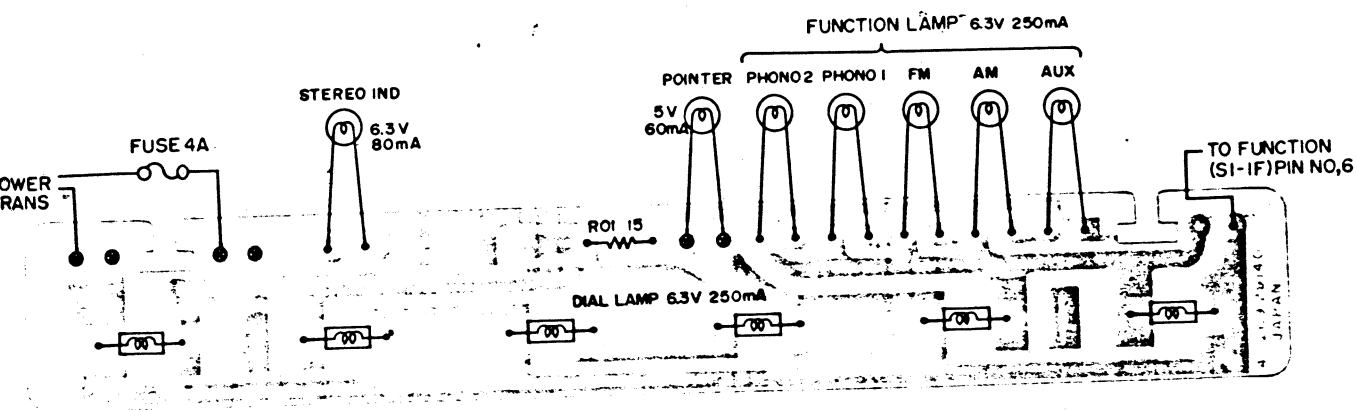 FUNCTION LAMP 6.3V 250mA
POINTER PHONO 2 PHONO 1 FM AM AUX
STEREO IND
5V
60mA
6.3V
80mA
FUSE 4A
TO FUNCTION
(S1-1F) PIN NO,6
OWER
RANS
R01 15
DIAL LAMP 6.3V 250mA
JAPAN